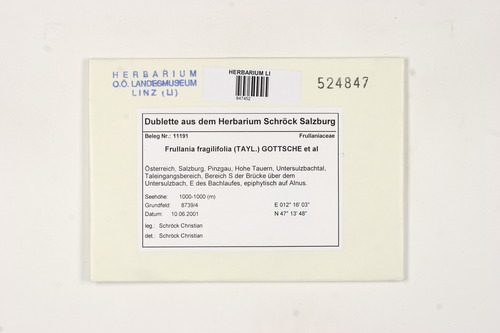 HERBARIUM
O.Ö. LANDESMUSEUM
LINZ (LI)
HERBARIUM LI
947452
524847
Dublette aus dem Herbarium Schröck Salzburg
Beleg Nr.: 11191 Frullaniaceae
Frullania fragilifolia (TAYL.) GOTTSCHE et al
Österreich, Salzburg, Pinzgau, Hohe Tauern, Untersulzbachtal,
Taleingangsbereich, Bereich S der Brücke über dem
Untersulzbach, E des Bachlaufes, epiphytisch auf Alnus.
Seehöhe: 1000-1000 (m)
Grundfeld: 8739/4 E 012° 16' 03"
Datum: 10.06.2001 N 47° 13' 48"
leg.: Schröck Christian
det.: Schröck Christian